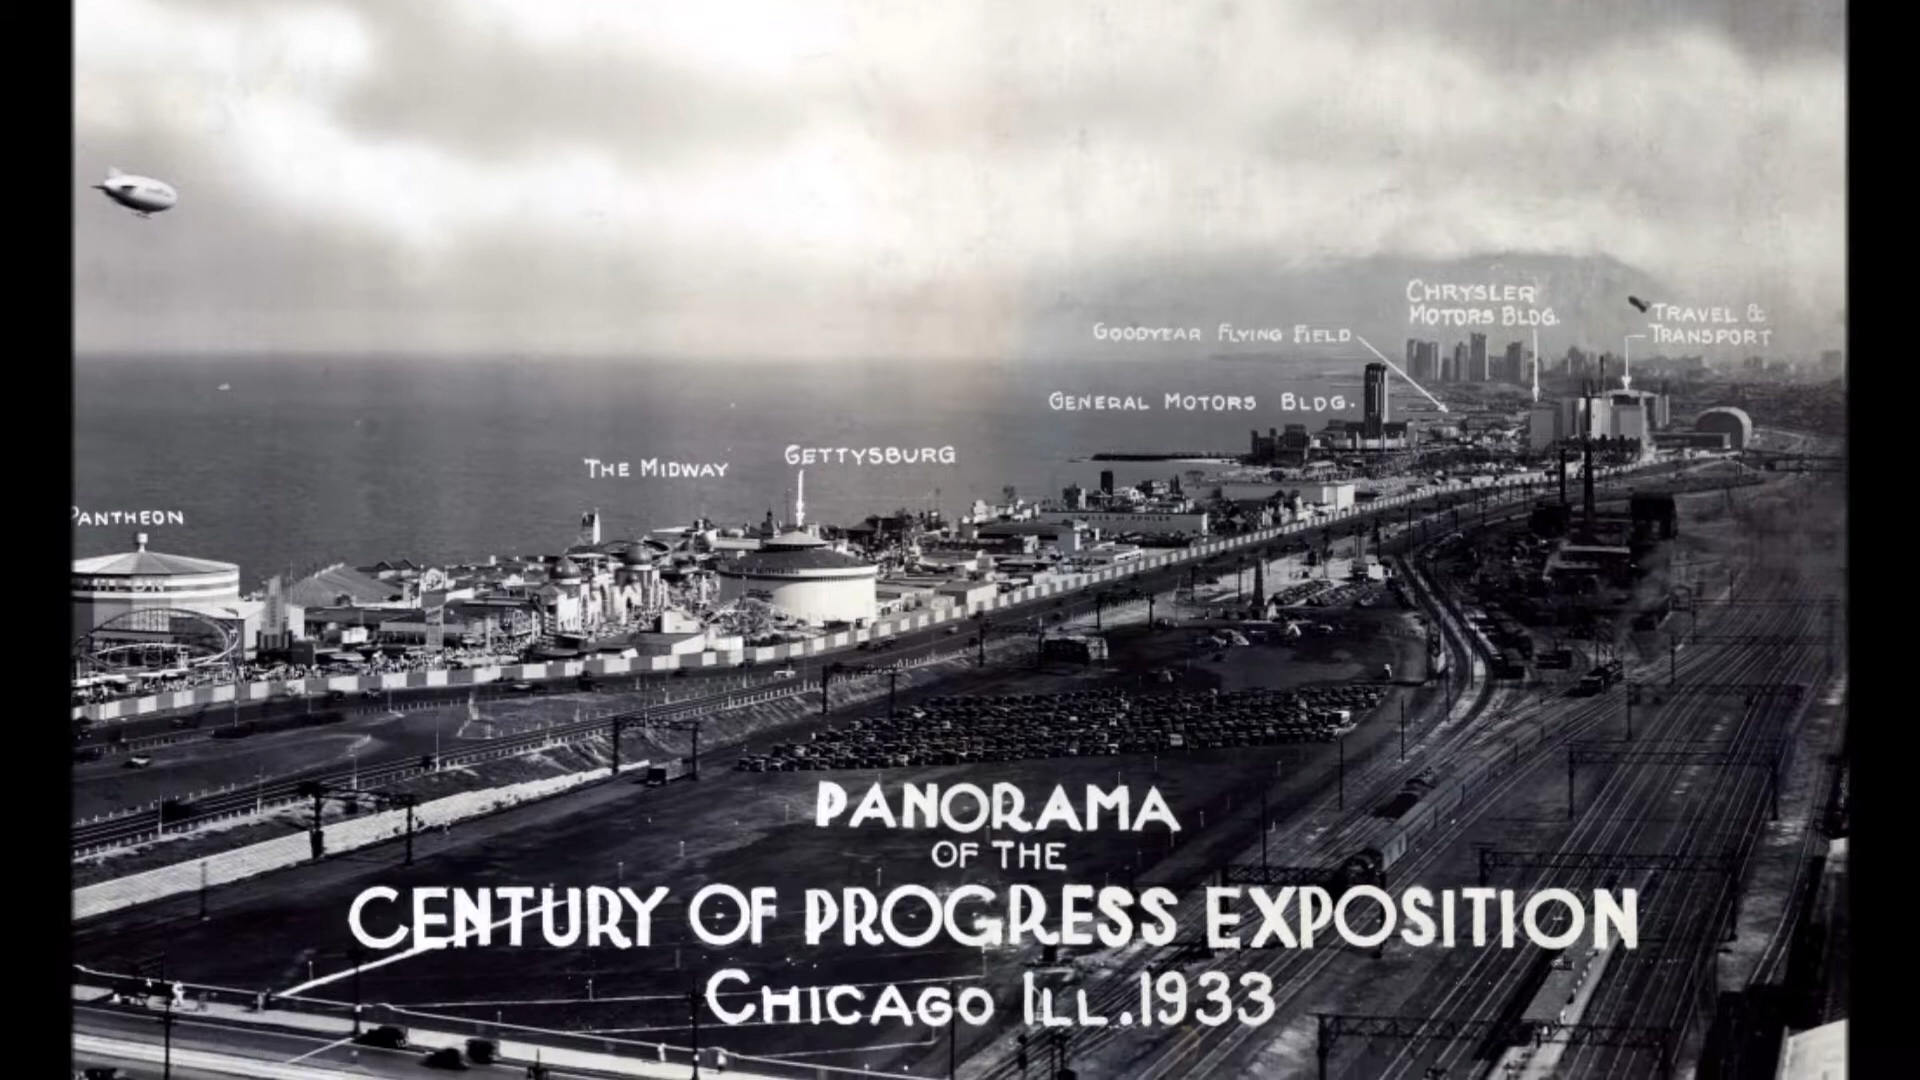 CHRYSLER
MOTORS BLDG.
TRAVEL &
TRANSPORT
GOODYEAR FLYING FIELD
GENERAL MOTORS BLDG.
GETTYSBURG
THE MIDWAY
PANTHEON
PANORAMA
OF THE
CENTURY OF PROGRESS EXPOSITION
CHICAGO ILL. 1933